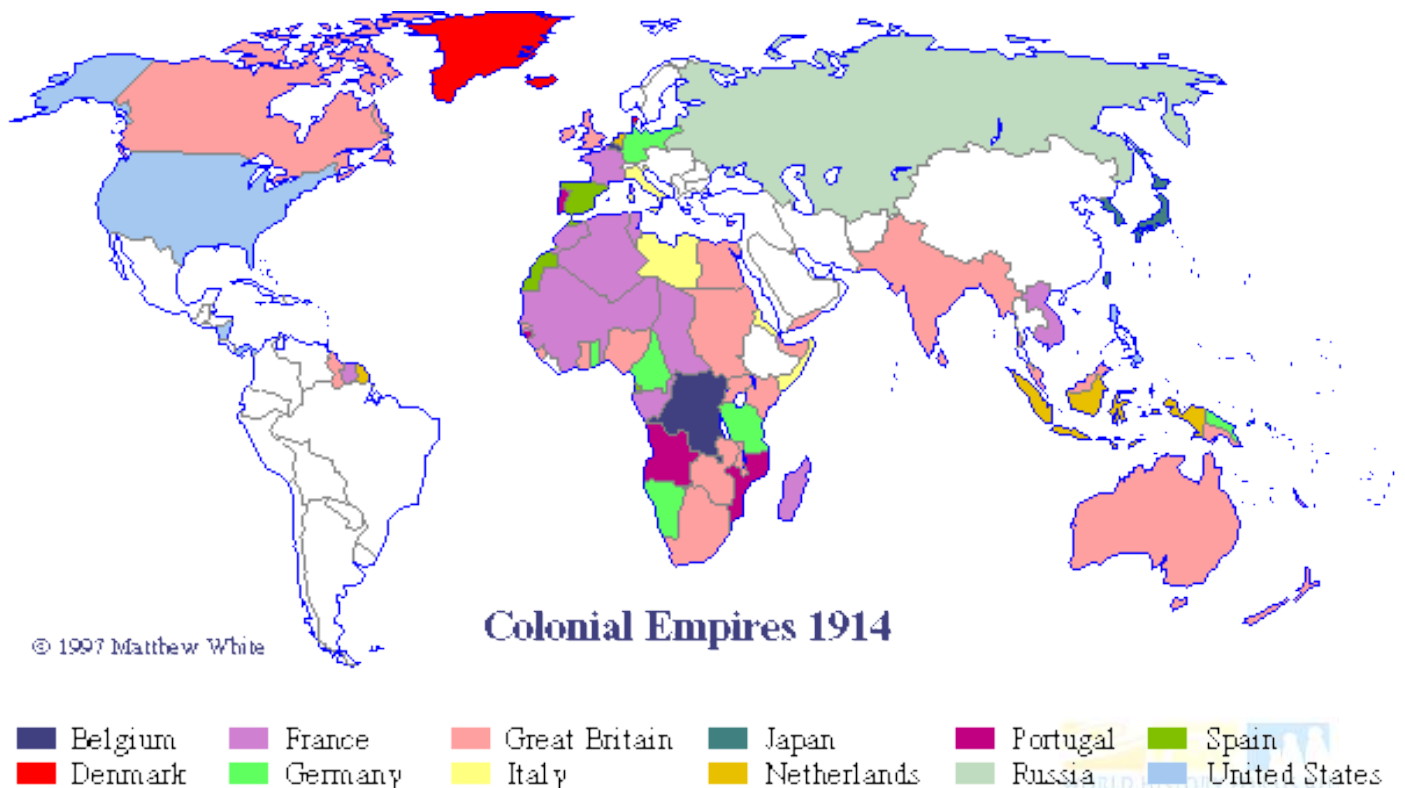 Colonial Empires 1914
© 1997 Matthew White
Belgium France Great Britain Japan Portugal Spain
Denmark Germany Italy Netherlands Russia United States